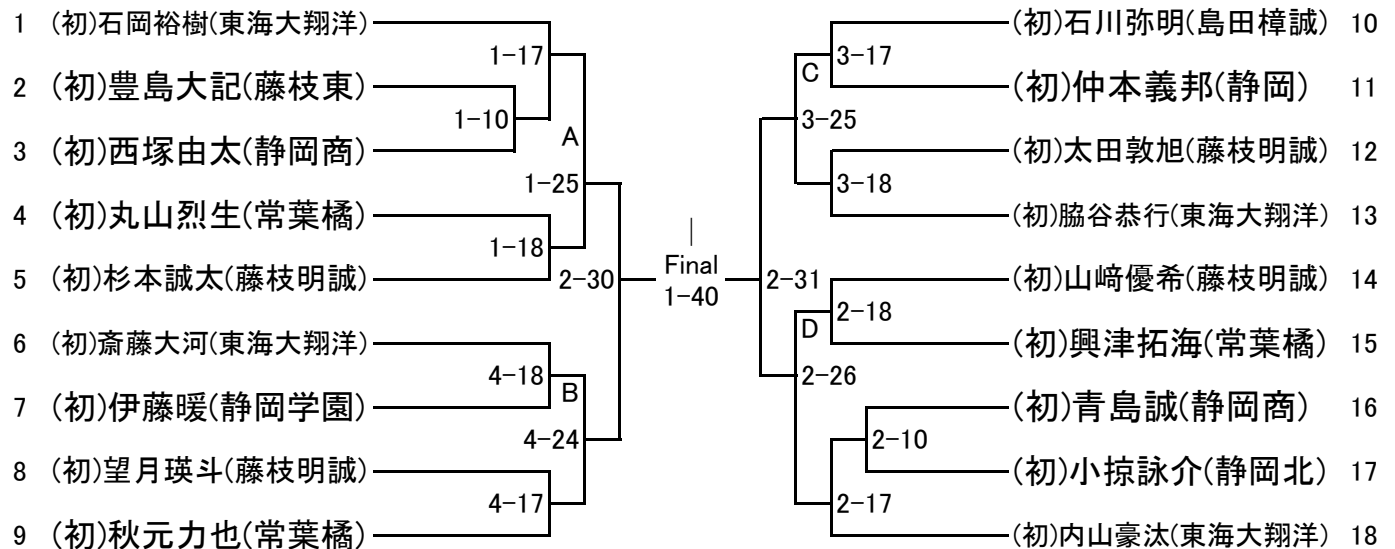 1 (初)石岡裕樹(東海大翔洋)
2 (初)豊島大記(藤枝東)
3 (初)西塚由太(静岡商)
4 (初)丸山烈生(常葉橘)
5 (初)杉本誠太(藤枝明誠)
6 (初)斎藤大河(東海大翔洋)
7 (初)伊藤暖(静岡学園)
8 (初)望月瑛斗(藤枝明誠)
9 (初)秋元力也(常葉橘)
1-17
1-10
A
1-25
1-18
2-30
4-18
B
4-24
4-17
Final
1-40
3-17
C
3-25
3-18
2-31
2-18
D
2-26
2-10
2-17
(初)石川弥明(島田樟誠) 10
(初)仲本義邦(静岡) 11
(初)太田敦旭(藤枝明誠) 12
(初)脇谷恭行(東海大翔洋) 13
(初)山﨑優希(藤枝明誠) 14
(初)興津拓海(常葉橘) 15
(初)青島誠(静岡商) 16
(初)小掠詠介(静岡北) 17
(初)内山豪汰(東海大翔洋) 18